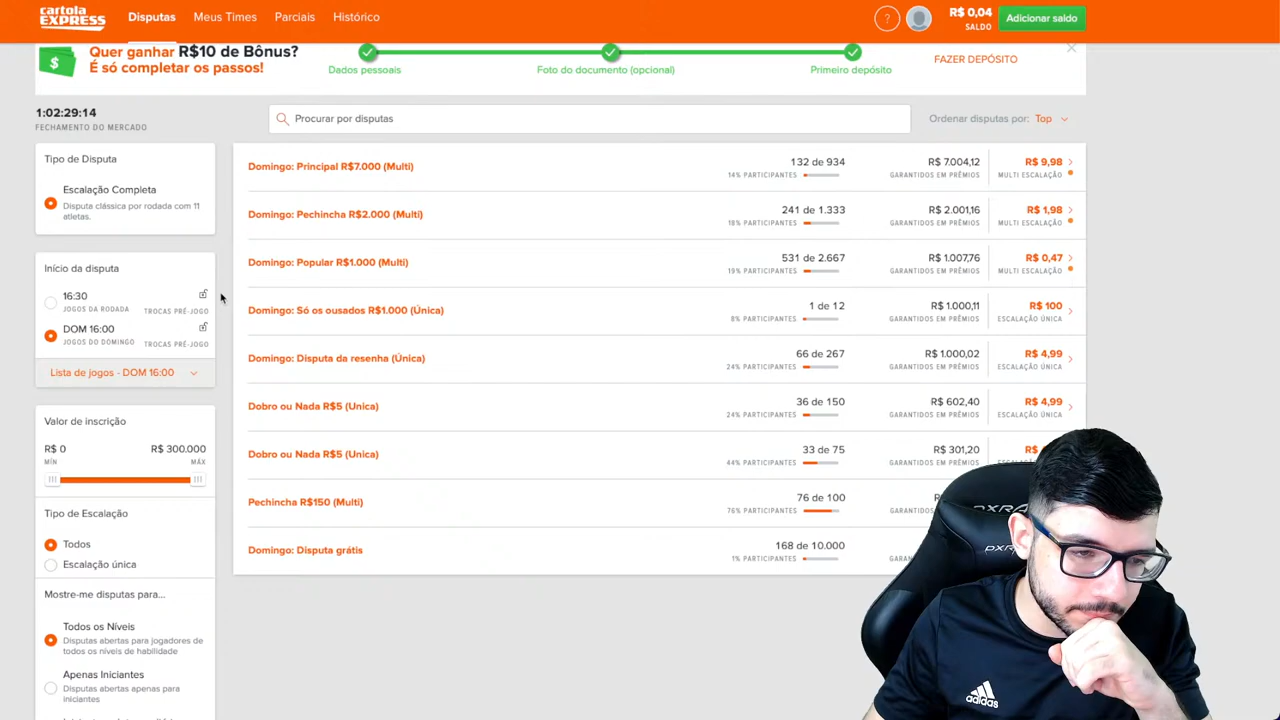 cartola EXPRESS
Disputas Meus Times Parciais Histórico ? R$ 0,04 SALDO Adicionar saldo
Quer ganhar R$10 de Bônus?
É só completar os passos!
Dados pessoais Foto do documento (opcional) Primeiro depósito FAZER DEPÓSITO
1:02:29:14
FECHAMENTO DO MERCADO
Procurar por disputas
Ordenar disputas por: Top
Tipo de Disputa
Escalação Completa
Disputa clássica por rodada com 11
atletas.
Início da disputa
16:30
JOGOS DA RODADA TROCAS PRÉ-JOGO
DOM 16:00
JOGOS DO DOMINGO TROCAS PRÉ-JOGO
Lista de jogos - DOM 16:00
Valor de inscrição
R$ 0 R$ 300.000
MÍN MÁX
Tipo de Escalação
Todos
Escalação única
Mostre-me disputas para...
Todos os Níveis
Disputas abertas para jogadores de
todos os níveis de habilidade
Apenas Iniciantes
Disputas abertas apenas para
iniciantes
Domingo: Principal R$7.000 (Multi) 132 de 934 R$ 7.004,12 R$ 9,98
14% PARTICIPANTES GARANTIDOS EM PRÊMIOS MULTI ESCALAÇÃO
Domingo: Pechincha R$2.000 (Multi) 241 de 1.333 R$ 2.001,16 R$ 1,98
18% PARTICIPANTES GARANTIDOS EM PRÊMIOS MULTI ESCALAÇÃO
Domingo: Popular R$1.000 (Multi) 531 de 2.667 R$ 1.007,76 R$ 0,47
19% PARTICIPANTES GARANTIDOS EM PRÊMIOS MULTI ESCALAÇÃO
Domingo: Só os ousados R$1.000 (Única) 1 de 12 R$ 1.000,11 R$ 100
8% PARTICIPANTES GARANTIDOS EM PRÊMIOS ESCALAÇÃO ÚNICA
Domingo: Disputa da resenha (Única) 66 de 267 R$ 1.000,02 R$ 4,99
24% PARTICIPANTES GARANTIDOS EM PRÊMIOS ESCALAÇÃO ÚNICA
Dobro ou Nada R$5 (Unica) 36 de 150 R$ 602,40 R$ 4,99
24% PARTICIPANTES GARANTIDOS EM PRÊMIOS ESCALAÇÃO ÚNICA
Dobro ou Nada R$5 (Unica) 33 de 75 R$ 301,20 R$
44% PARTICIPANTES GARANTIDOS EM PRÊMIOS
Pechincha R$150 (Multi) 76 de 100
76% PARTICIPANTES GARANTIDOS
Domingo: Disputa grátis 168 de 10.000
1% PARTICIPANTES
adidas